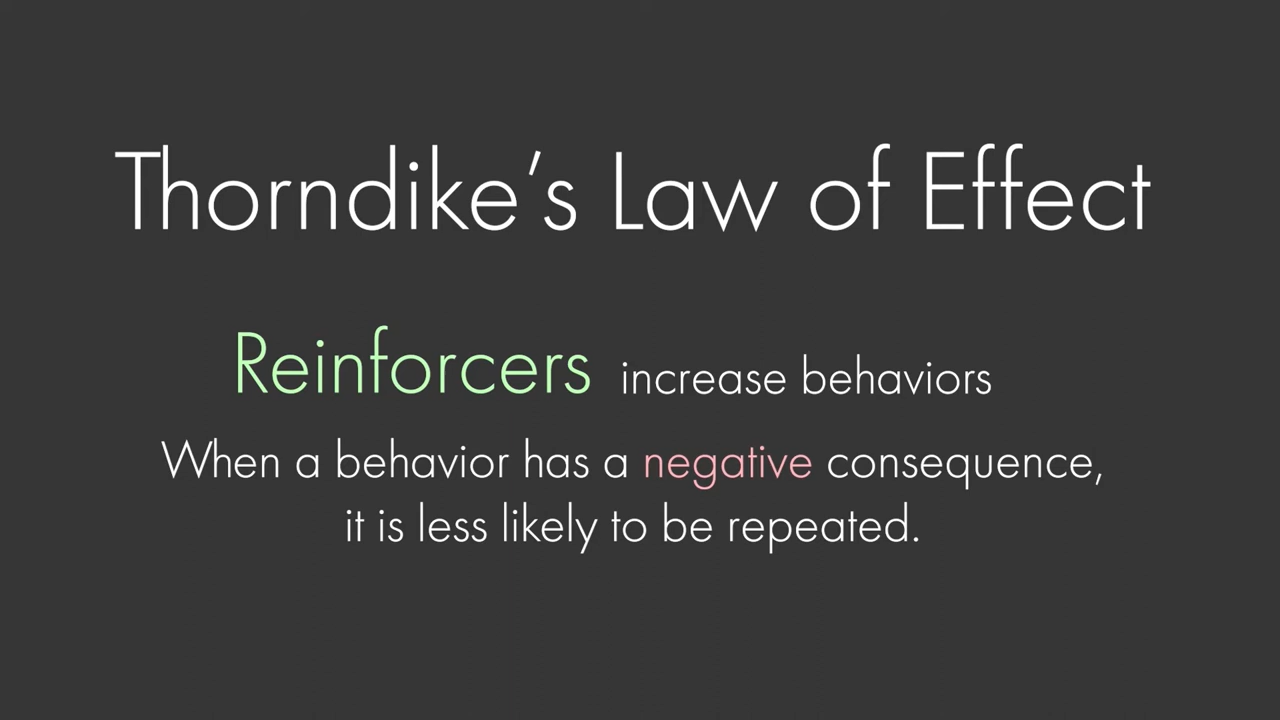 Thorndike’s Law of Effect
Reinforcers increase behaviors
When a behavior has a negative consequence,
it is less likely to be repeated.